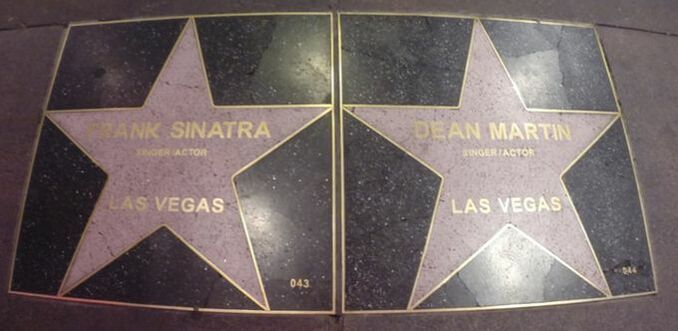 FRANK SINATRA
SINGER/ACTOR
LAS VEGAS
043
DEAN MARTIN
SINGER/ACTOR
LAS VEGAS
044